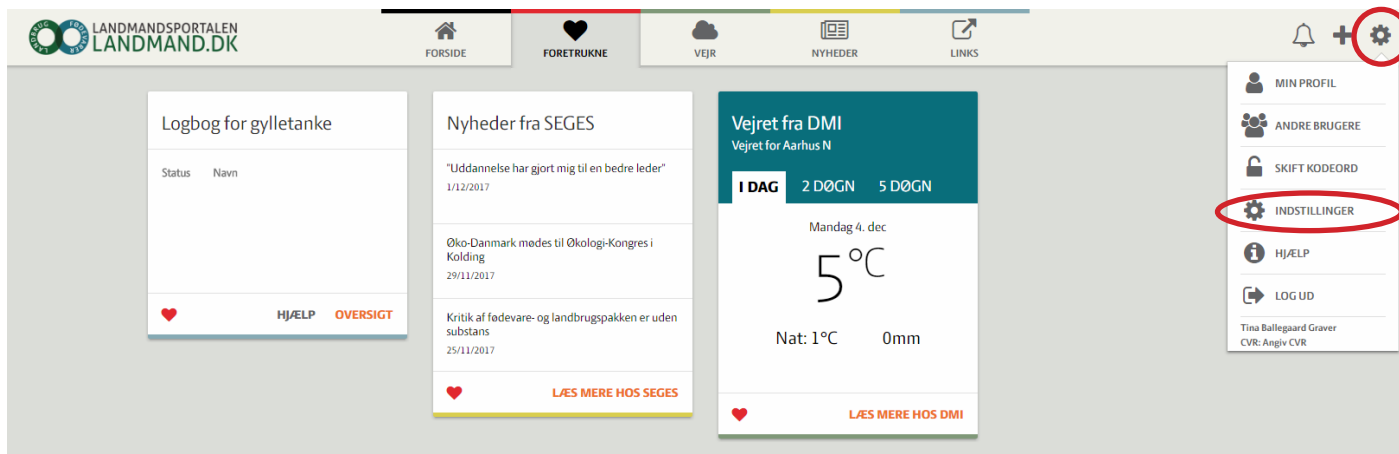 LANDBRUG FØDEVARER
LANDMANDSPORTALEN
LANDMAND.DK
FORSIDE
FORETRUKNE
VEJR
NYHEDER
LINKS
MIN PROFIL
ANDRE BRUGERE
SKIFT KODEORD
INDSTILLINGER
HJÆLP
LOG UD
Tina Ballegaard Graver
CVR: Angiv CVR
Logbog for gylletanke
Status Navn
HJÆLP OVERSIGT
Nyheder fra SEGES
"Uddannelse har gjort mig til en bedre leder"
1/12/2017
Øko-Danmark mødes til Økologi-Kongres i
Kolding
29/11/2017
Kritik af fødevare- og landbrugspakken er uden
substans
25/11/2017
LÆS MERE HOS SEGES
Vejret fra DMI
Vejret for Aarhus N
I DAG 2 DØGN 5 DØGN
Mandag 4. dec
5°C
Nat: 1°C 0mm
LÆS MERE HOS DMI